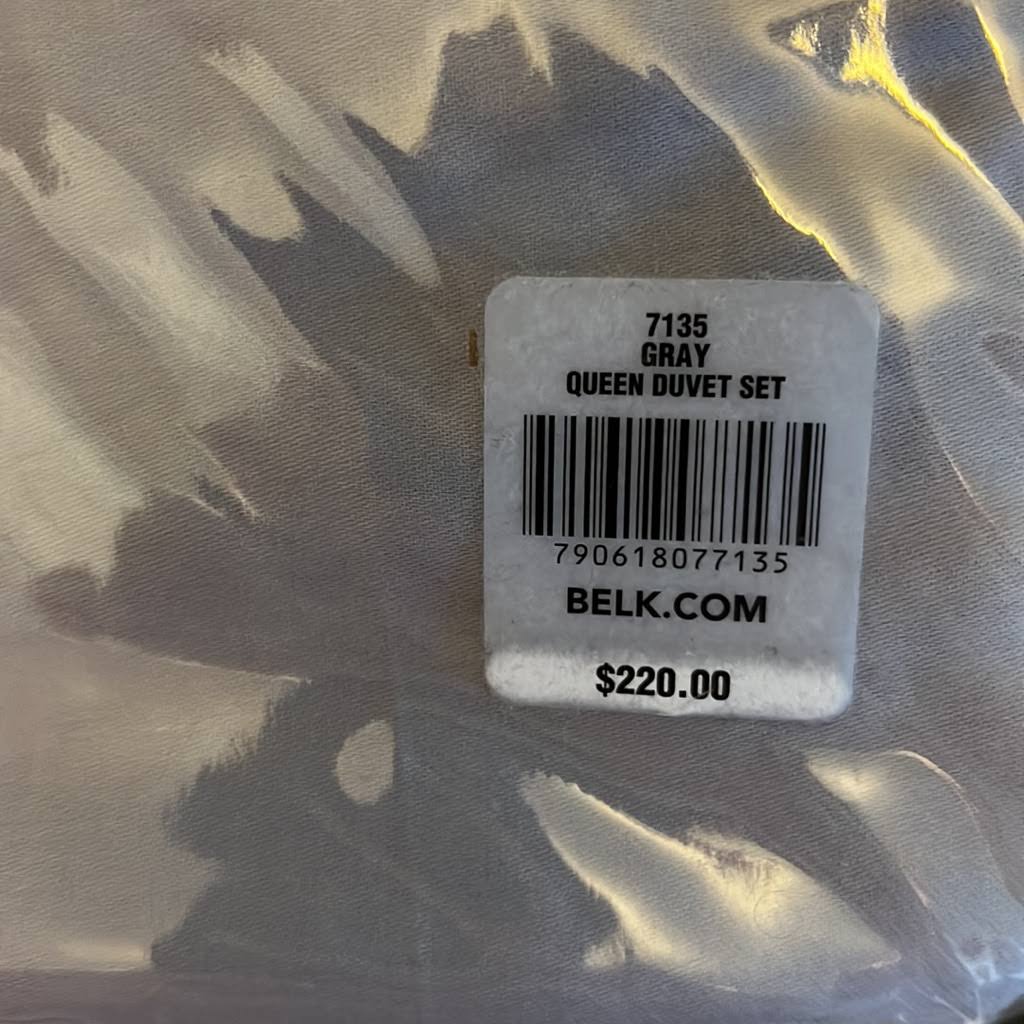 7135
GRAY
QUEEN DUVET SET
790618077135
BELK.COM
$220.00